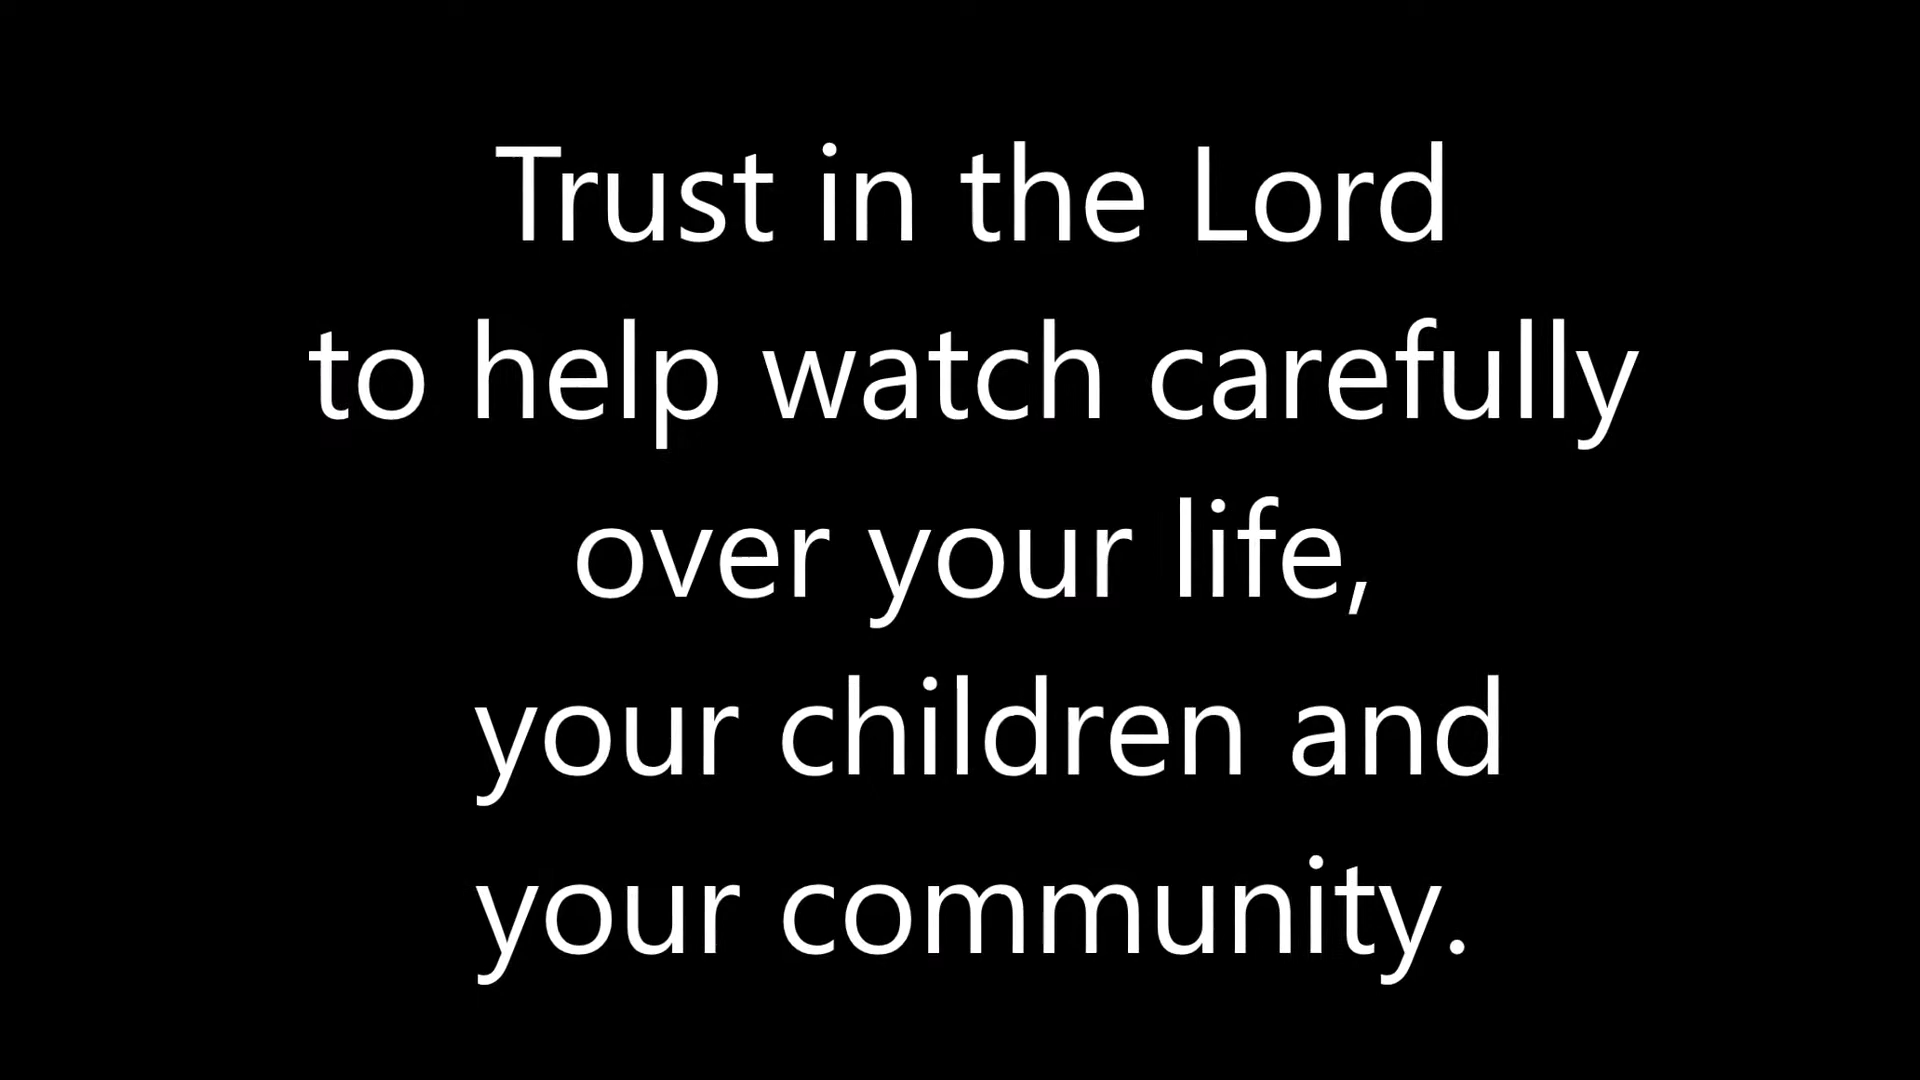 Trust in the Lord
to help watch carefully
over your life,
your children and
your community.